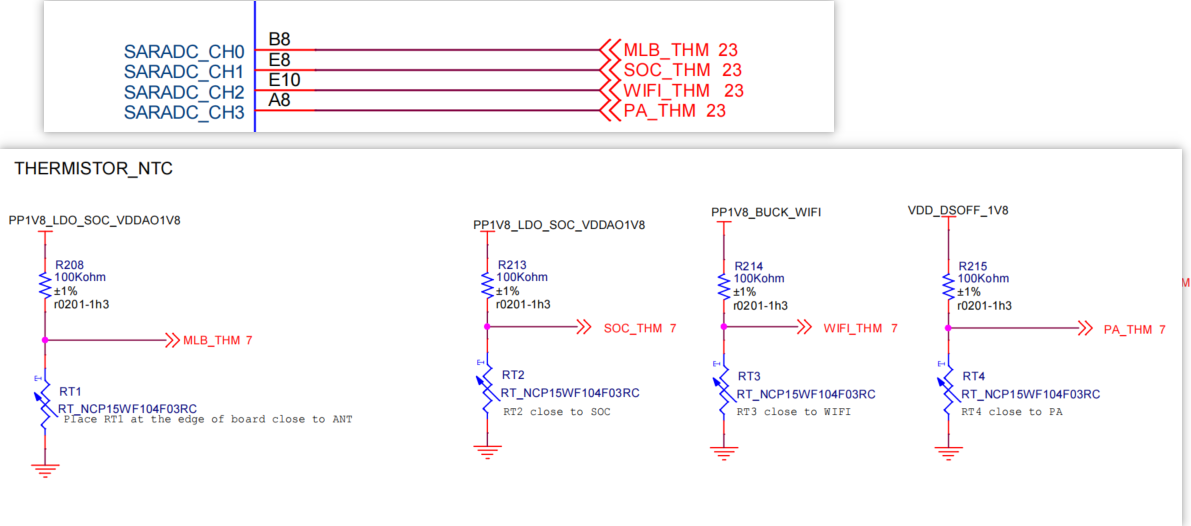 SARADC_CH0 B8 MLB_THM 23
SARADC_CH1 E8 SOC_THM 23
SARADC_CH2 E10 WIFI_THM 23
SARADC_CH3 A8 PA_THM 23
THERMISTOR_NTC
PP1V8_LDO_SOC_VDDAO1V8
R208
100Kohm
±1%
r0201-1h3
MLB_THM 7
T
RT1
RT_NCP15WF104F03RC
Place RT1 at the edge of board close to ANT
PP1V8_LDO_SOC_VDDAO1V8
R213
100Kohm
±1%
r0201-1h3
SOC_THM 7
T
RT2
RT_NCP15WF104F03RC
RT2 close to SOC
PP1V8_BUCK_WIFI
R214
100Kohm
±1%
r0201-1h3
WIFI_THM 7
T
RT3
RT_NCP15WF104F03RC
RT3 close to WIFI
VDD_DSOFF_1V8
R215
100Kohm
±1%
r0201-1h3
PA_THM 7
T
RT4
RT_NCP15WF104F03RC
RT4 close to PA
M